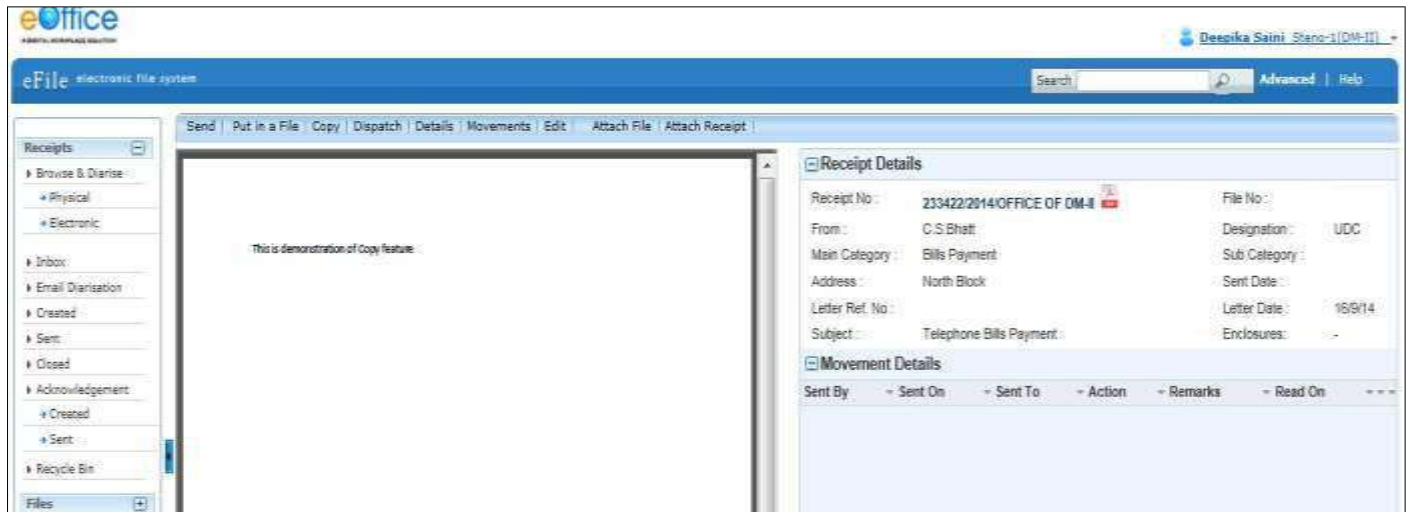 eOffice
A DIGITAL WORKPLACE SOLUTION
Deepika Saini Steno-1(DM-II)
eFile electronic file system
Search
Advanced | Help
Send | Put in a File | Copy | Dispatch | Details | Movements | Edit | Attach File | Attach Receipt |
Receipts
Browse & Diarise
Physical
Electronic
Inbox
Email Diarisation
Created
Sent
Closed
Acknowledgement
Created
Sent
Recycle Bin
Files
This is demonstration of Copy feature
Receipt Details
Receipt No : 233422/2014/OFFICE OF DM-II File No :
From : C.S.Bhatt Designation : UDC
Main Category : Bills Payment Sub Category :
Address : North Block Sent Date :
Letter Ref. No : Letter Date : 16/9/14
Subject : Telephone Bills Payment Enclosures: -
Movement Details
Sent By Sent On Sent To Action Remarks Read On